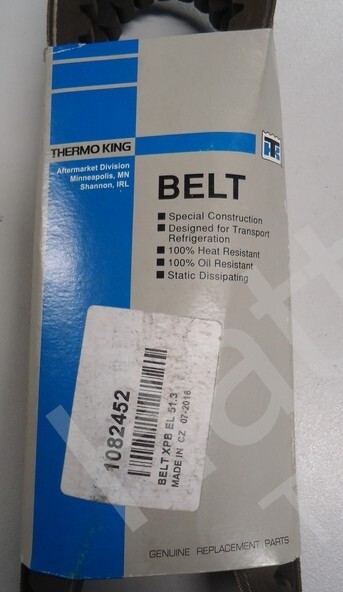 THERMO KING
Aftermarket Division
Minneapolis, MN
Shannon, IRL
BELT
■ Special Construction
■ Designed for Transport
Refrigeration
■ 100% Heat Resistant
■ 100% Oil Resistant
■ Static Dissipating
1082452
BELT XPB EL 51.3
MADE IN CZ 07-2018
GENUINE REPLACEMENT PARTS